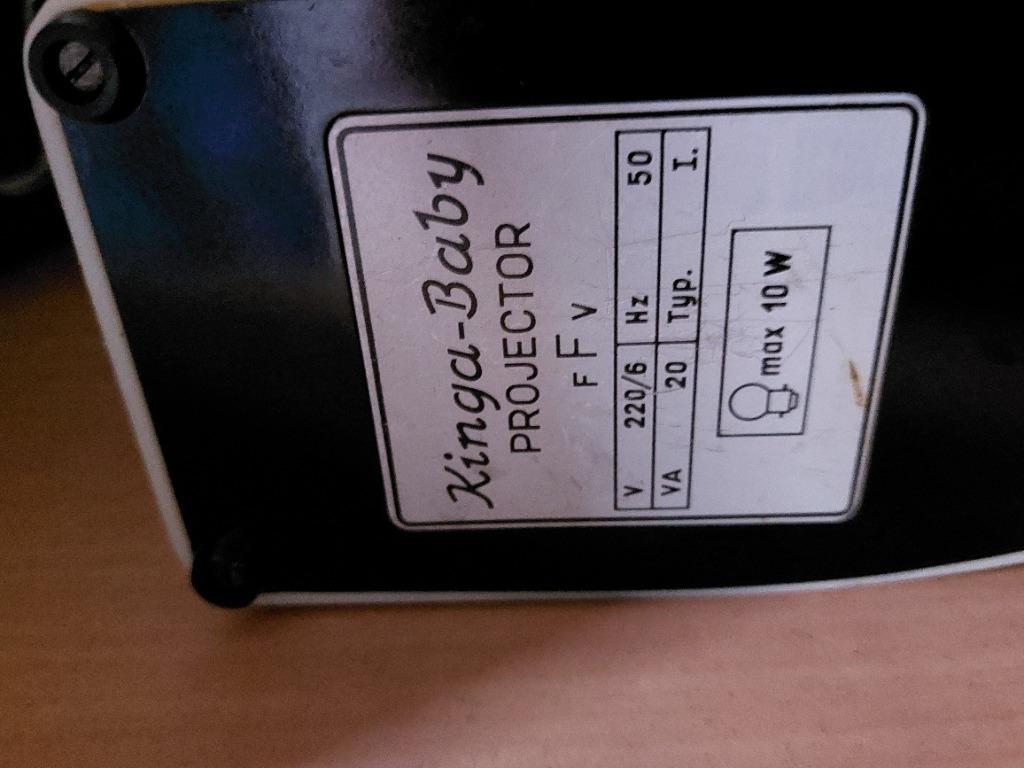 Kinga-Baby
PROJECTOR
F F V
V 220/6 Hz 50
VA 20 Typ. I.
max 10 W